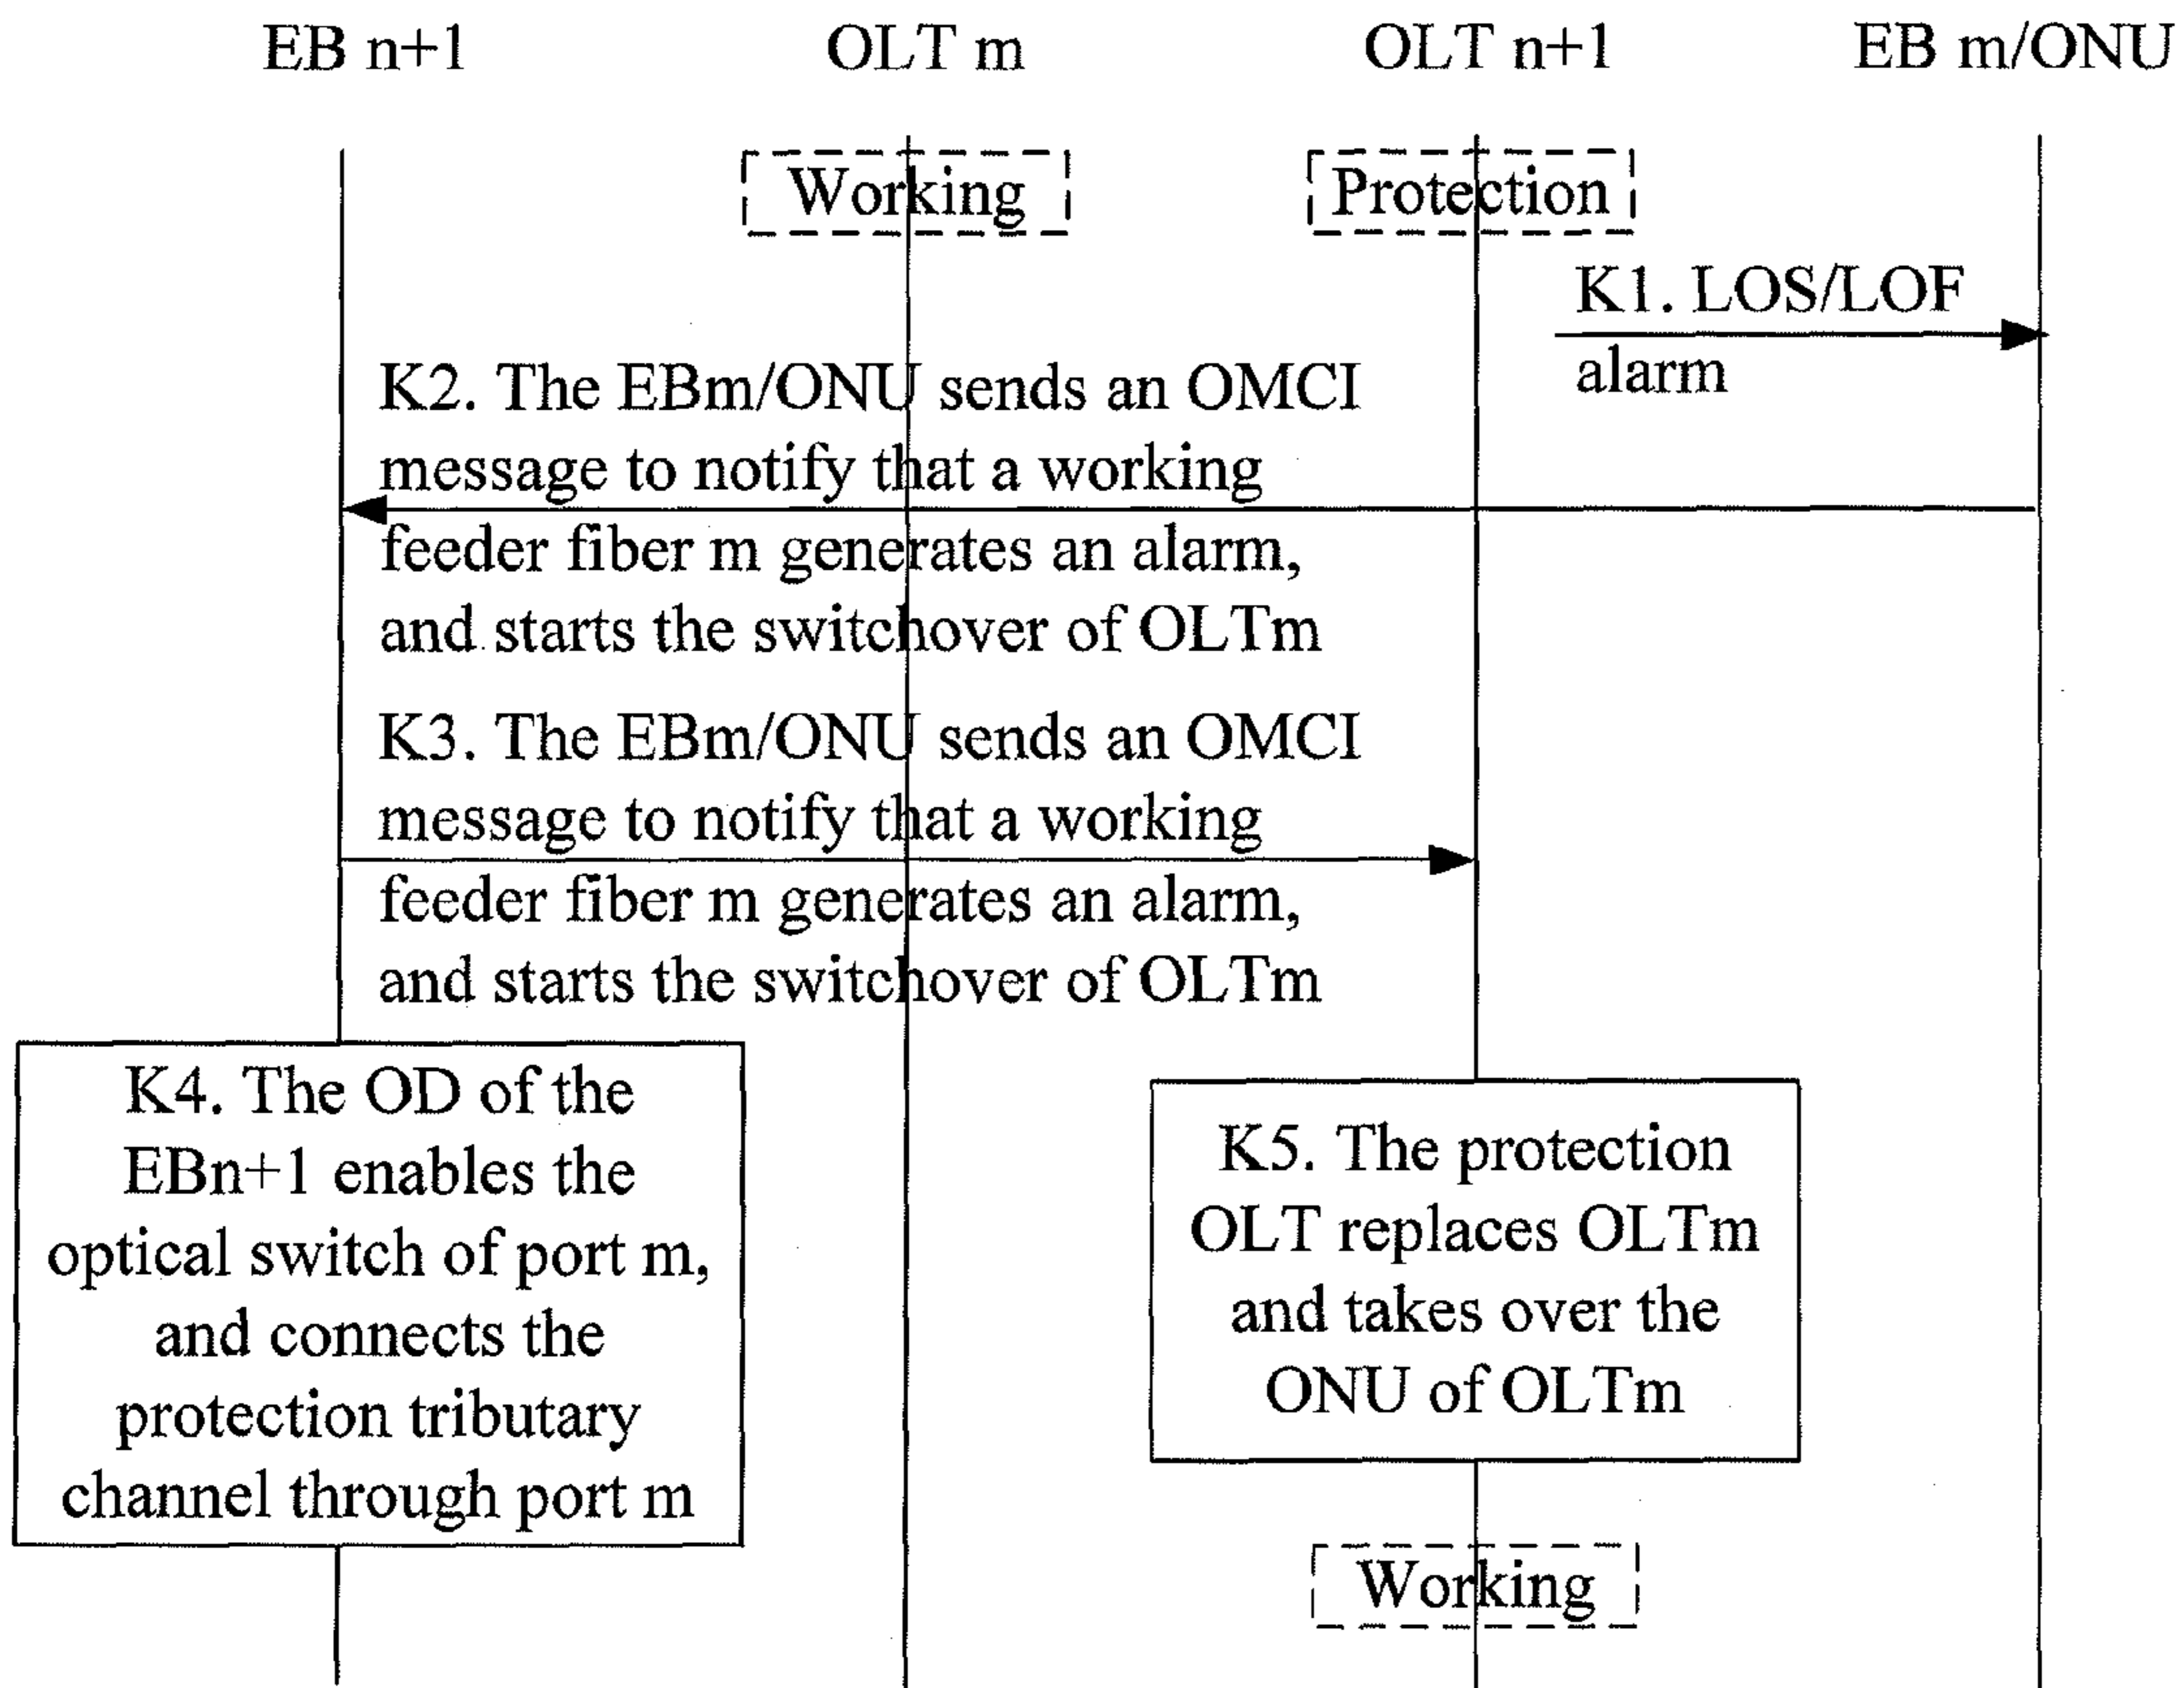 EB n+1 OLT m OLT n+1 EB m/ONU
Working Protection
K1. LOS/LOF
alarm
K2. The EBm/ONU sends an OMCI
message to notify that a working
feeder fiber m generates an alarm,
and starts the switchover of OLTm
K3. The EBm/ONU sends an OMCI
message to notify that a working
feeder fiber m generates an alarm,
and starts the switchover of OLTm
K4. The OD of the
EBn+1 enables the
optical switch of port m,
and connects the
protection tributary
channel through port m
K5. The protection
OLT replaces OLTm
and takes over the
ONU of OLTm
Working